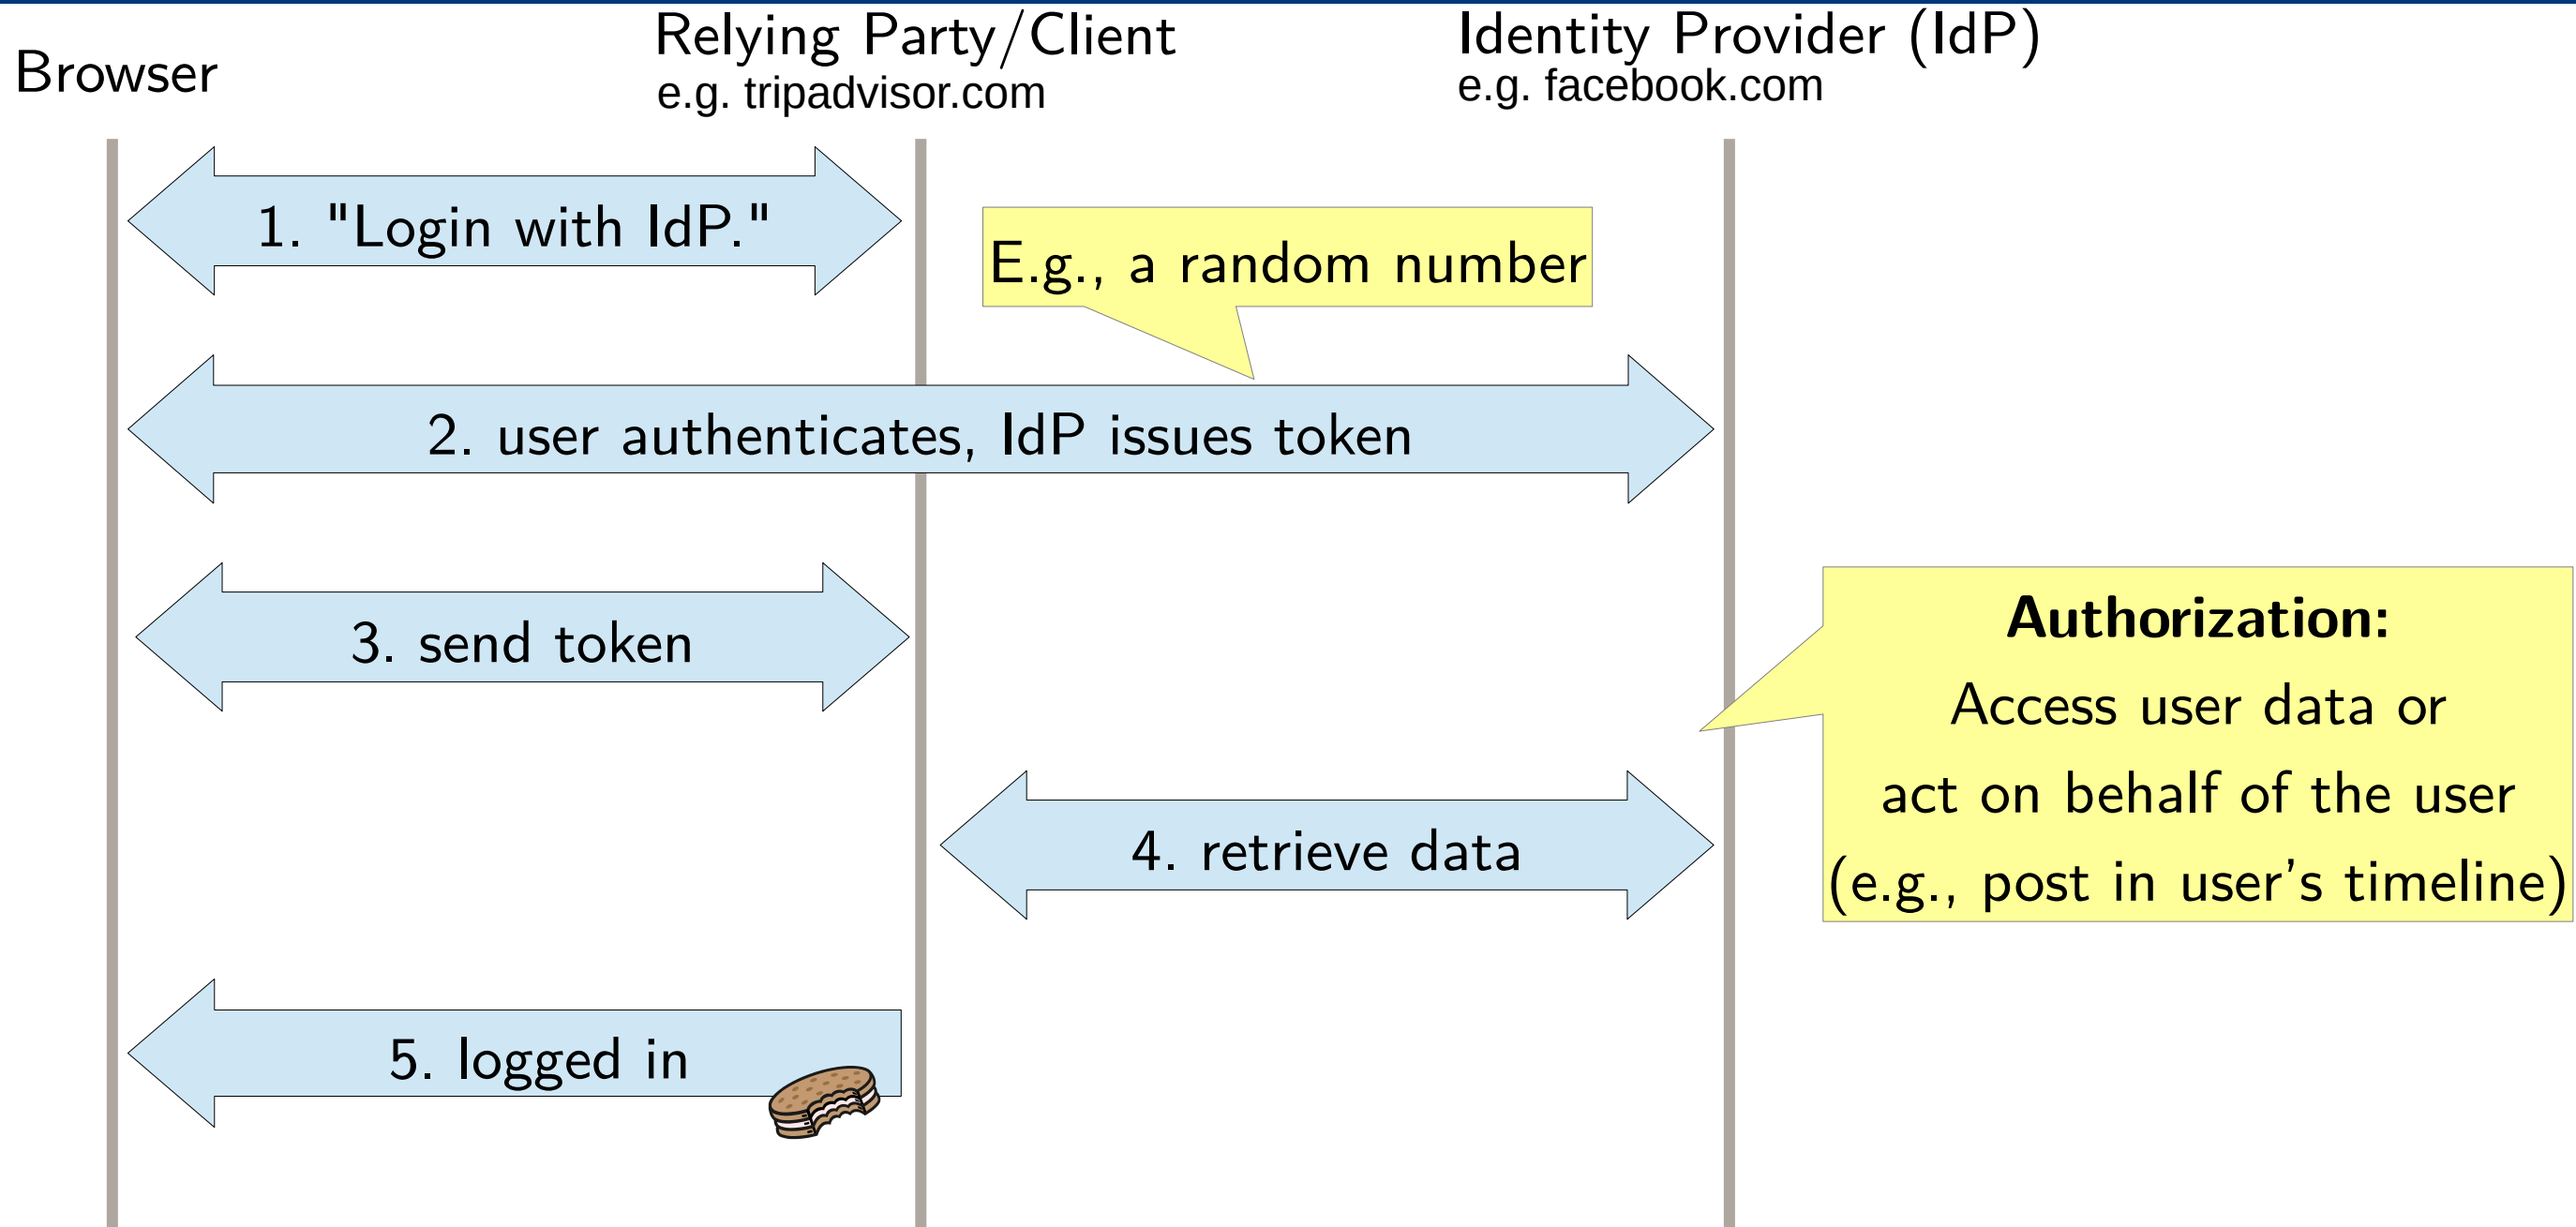 Browser
Relying Party/Client
e.g. tripadvisor.com
Identity Provider (IdP)
e.g. facebook.com
1. "Login with IdP."
E.g., a random number
2. user authenticates, IdP issues token
3. send token
Authorization:
Access user data or
act on behalf of the user
(e.g., post in user's timeline)
4. retrieve data
5. logged in